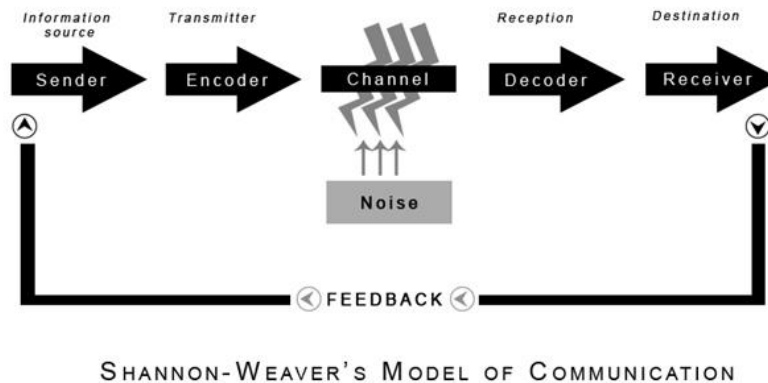 Information source
Transmitter
Reception
Destination
Sender
Encoder
Channel
Decoder
Receiver
Noise
FEEDBACK
SHANNON-WEAVER'S MODEL OF COMMUNICATION